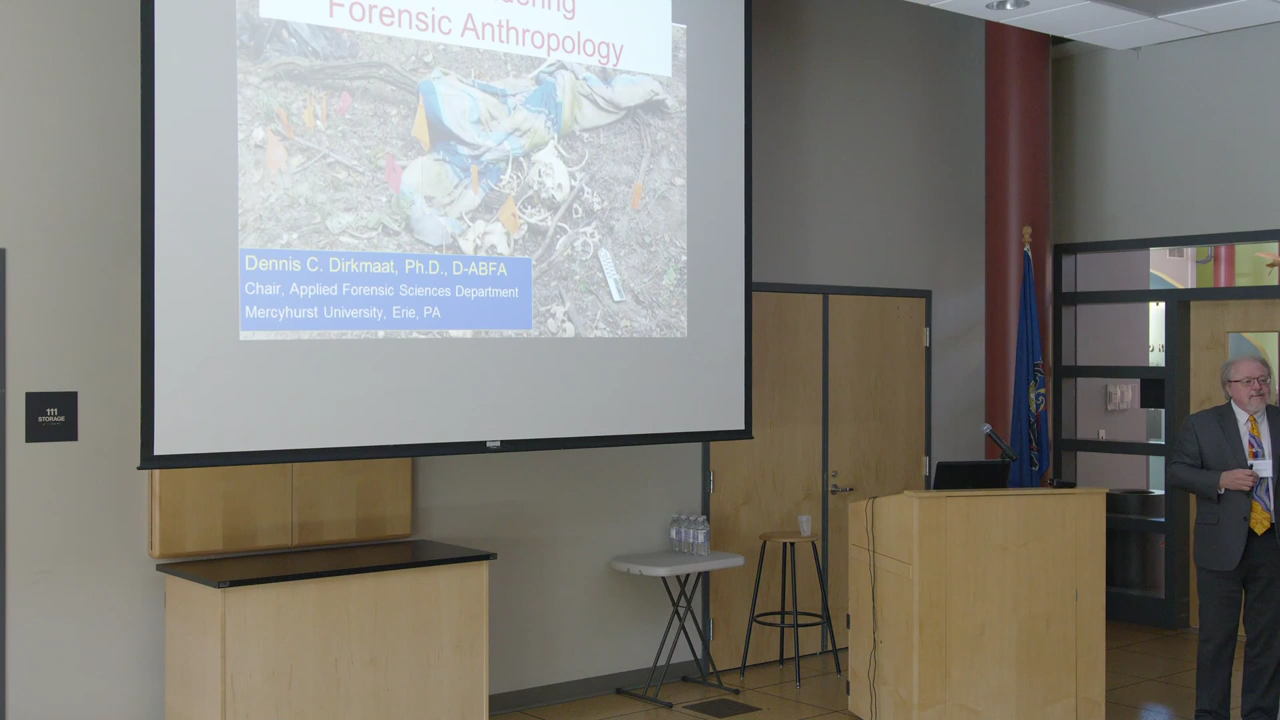 Forensic Anthropology
Dennis C. Dirkmaat, Ph.D., D-ABFA
Chair, Applied Forensic Sciences Department
Mercyhurst University, Erie, PA
111
STORAGE